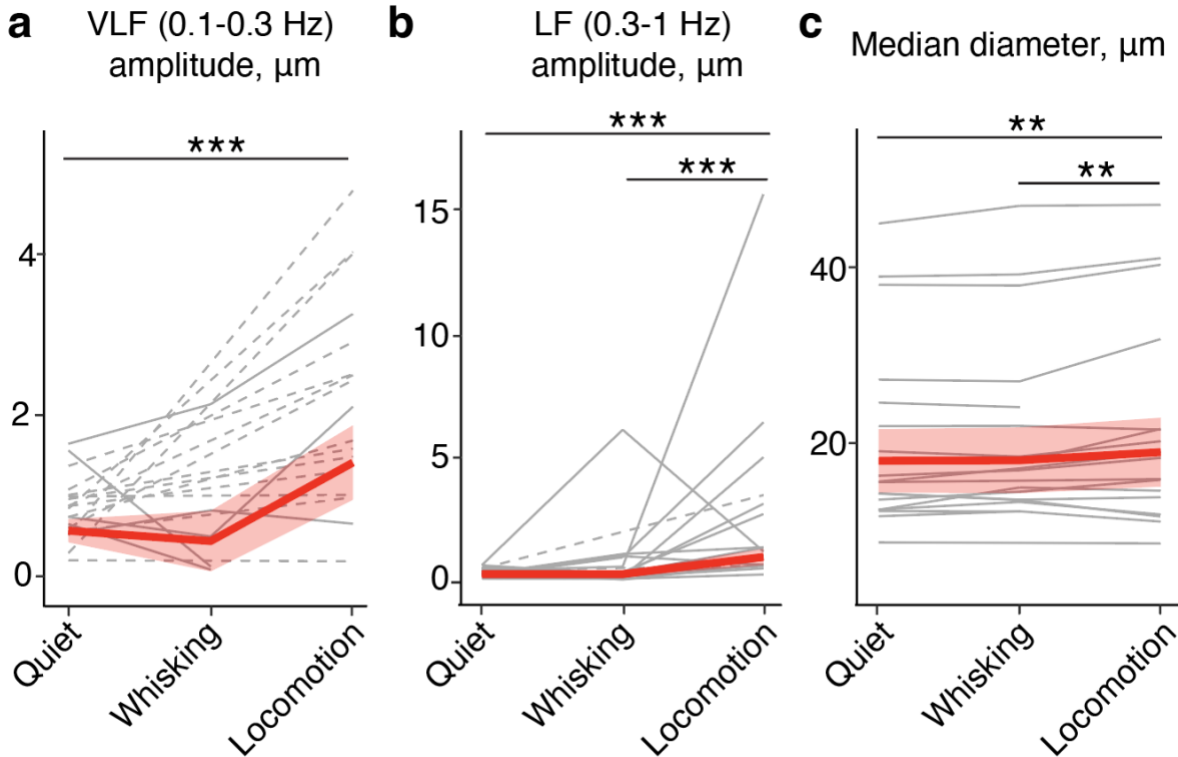 a
VLF (0.1-0.3 Hz)
amplitude, µm
***
4
2
0
Quiet
Whisking
Locomotion
b
LF (0.3-1 Hz)
amplitude, µm
***
***
15
10
5
0
Quiet
Whisking
Locomotion
c
Median diameter, µm
**
**
40
20
Quiet
Whisking
Locomotion